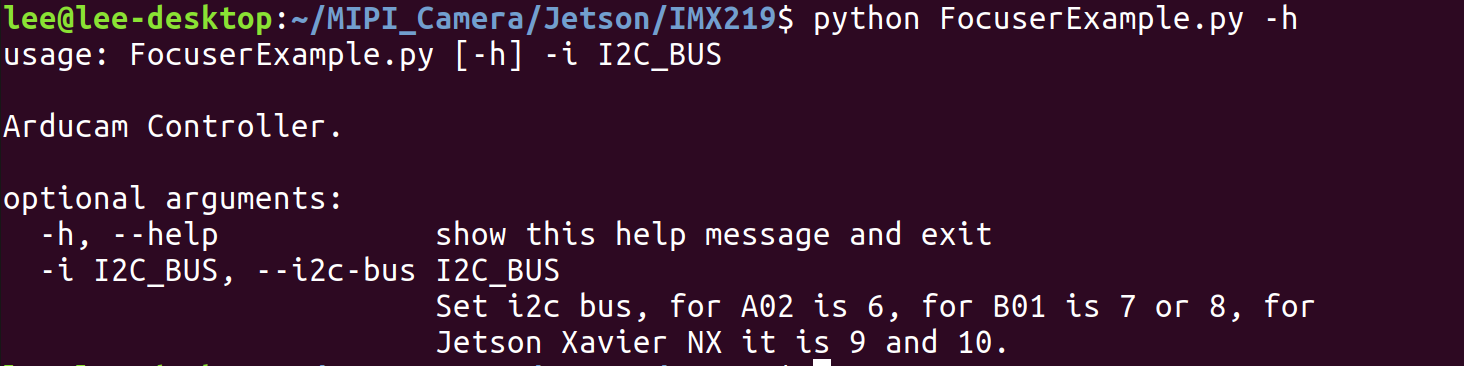 lee@lee-desktop:~/MIPI_Camera/Jetson/IMX219$ python FocuserExample.py -h
usage: FocuserExample.py [-h] -i I2C_BUS
Arducam Controller.
optional arguments:
-h, --help show this help message and exit
-i I2C_BUS, --i2c-bus I2C_BUS
Set i2c bus, for A02 is 6, for B01 is 7 or 8, for
Jetson Xavier NX it is 9 and 10.